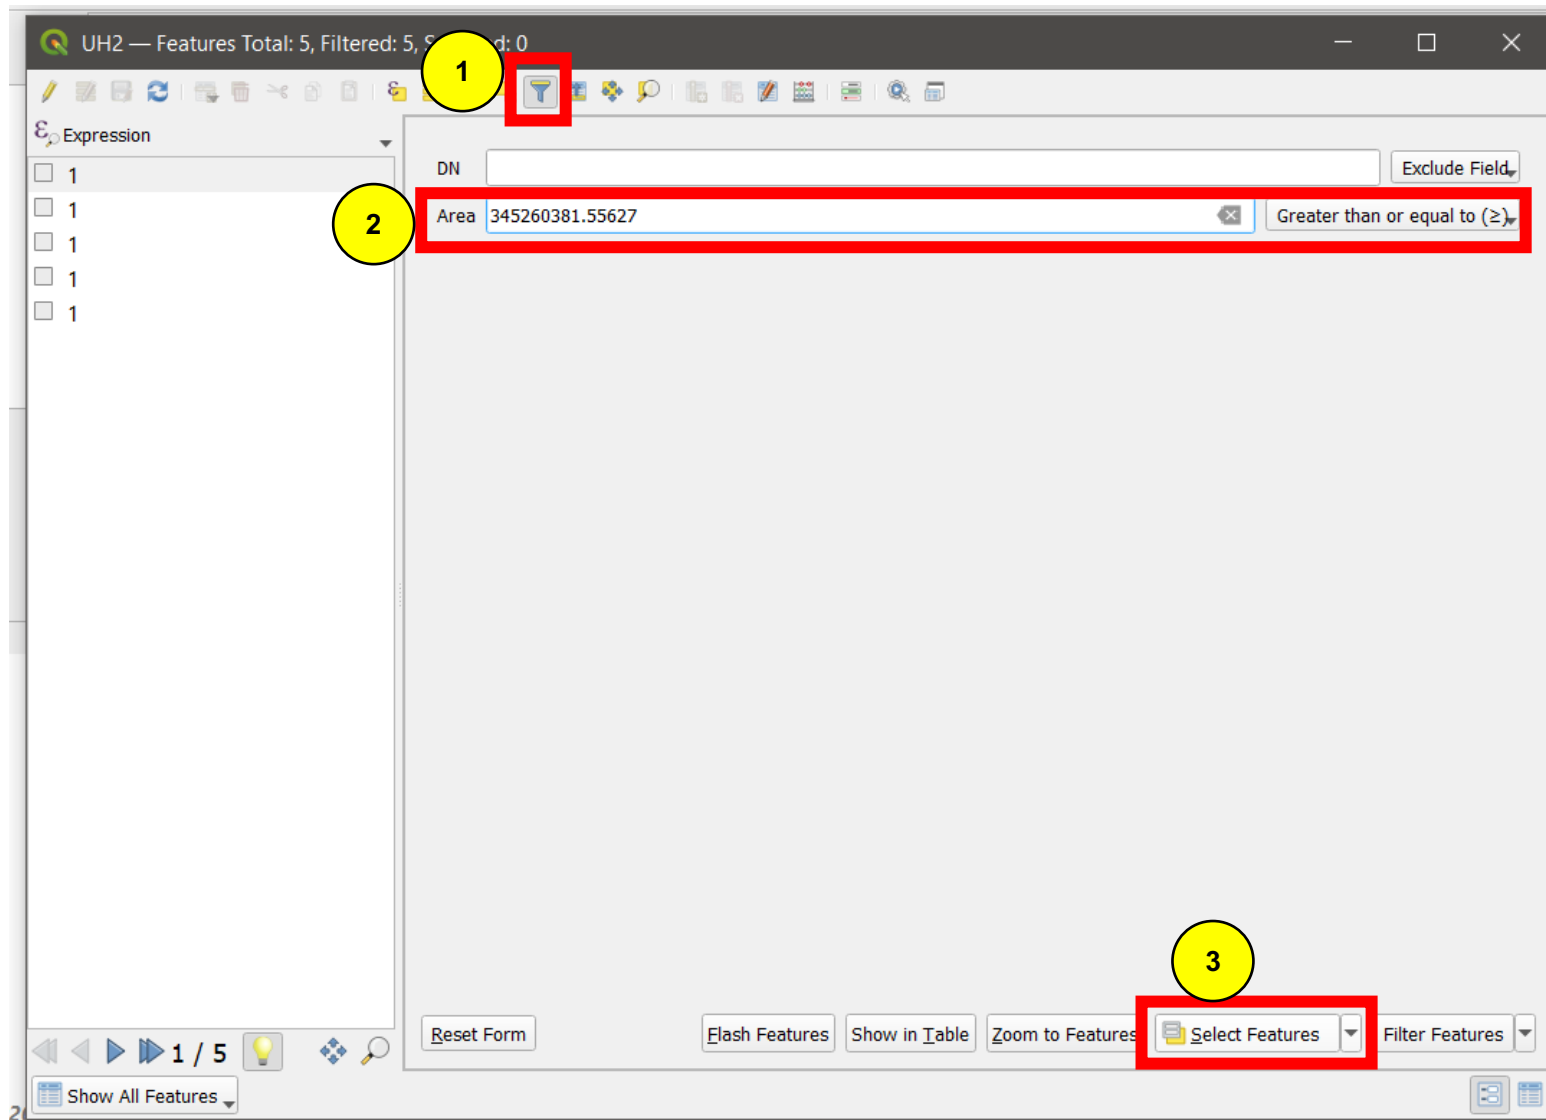 UH2 — Features Total: 5, Filtered: 5, S d: 0
1
Expression
1
1
1
1
1
DN
Exclude Field
2
Area 345260381.55627 Greater than or equal to (≥)
3
Reset Form Flash Features Show in Table Zoom to Features Select Features Filter Features
1 / 5
Show All Features